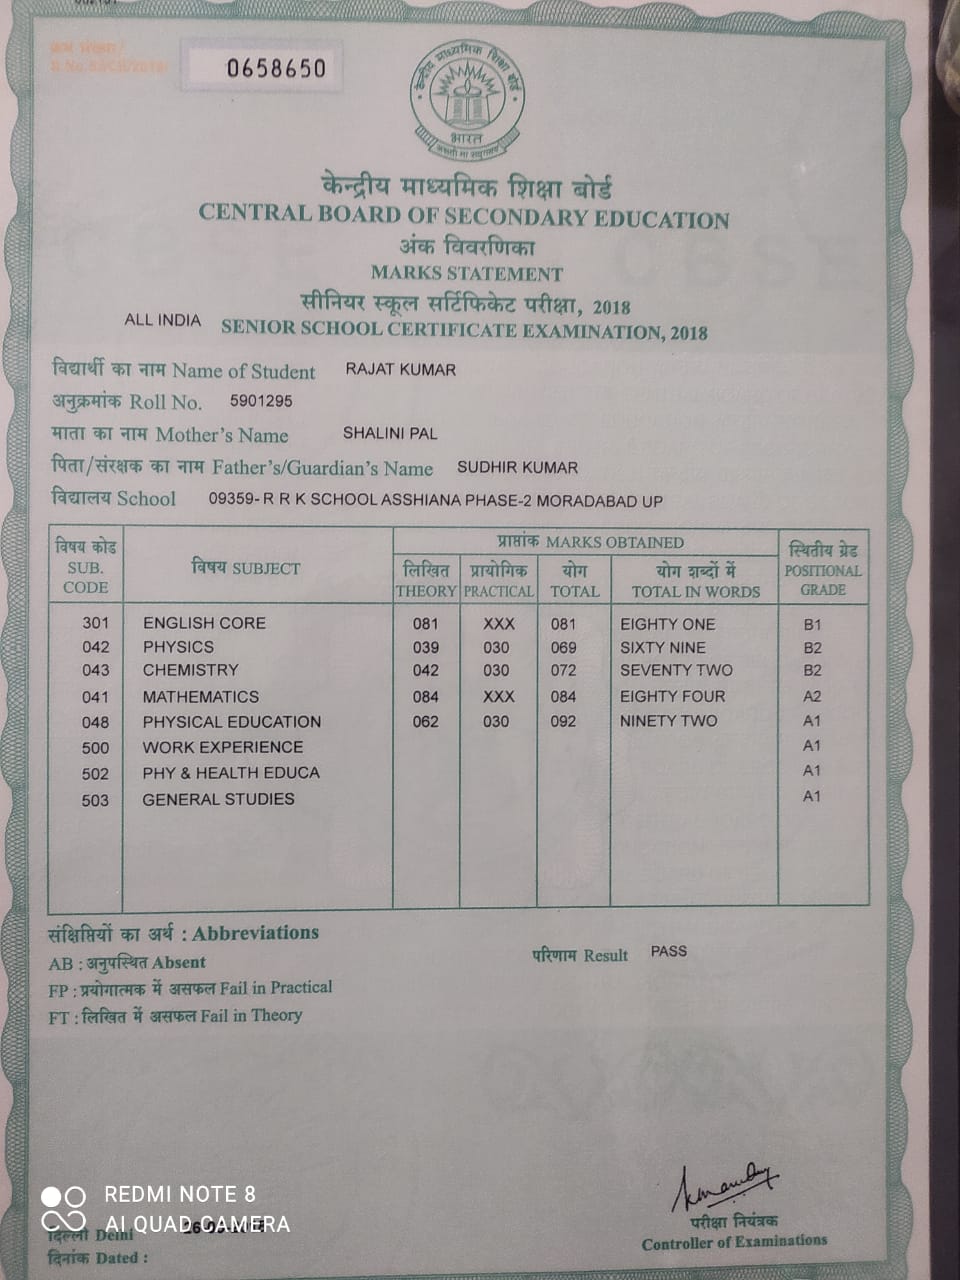 क्रम संख्या/
0658650
केन्द्रीय माध्यमिक शिक्षा बोर्ड
भारत
केन्द्रीय माध्यमिक शिक्षा बोर्ड
CENTRAL BOARD OF SECONDARY EDUCATION
अंक विवरणिका
MARKS STATEMENT
सीनियर स्कूल सर्टिफिकेट परीक्षा, 2018
ALL INDIA SENIOR SCHOOL CERTIFICATE EXAMINATION, 2018
विद्यार्थी का नाम Name of Student RAJAT KUMAR
अनुक्रमांक Roll No. 5901295
माता का नाम Mother's Name SHALINI PAL
पिता/संरक्षक का नाम Father's/Guardian's Name SUDHIR KUMAR
विद्यालय School 09359- R R K SCHOOL ASSHIANA PHASE-2 MORADABAD UP
विषय कोड SUB. CODE विषय SUBJECT प्राप्तांक MARKS OBTAINED स्थितीय ग्रेड POSITIONAL GRADE
लिखित THEORY प्रायोगिक PRACTICAL योग TOTAL योग शब्दों में TOTAL IN WORDS
301 ENGLISH CORE 081 XXX 081 EIGHTY ONE B1
042 PHYSICS 039 030 069 SIXTY NINE B2
043 CHEMISTRY 042 030 072 SEVENTY TWO B2
041 MATHEMATICS 084 XXX 084 EIGHTY FOUR A2
048 PHYSICAL EDUCATION 062 030 092 NINETY TWO A1
500 WORK EXPERIENCE A1
502 PHY & HEALTH EDUCA A1
503 GENERAL STUDIES A1
संक्षिप्तियों का अर्थ : Abbreviations
AB : अनुपस्थित Absent
परिणाम Result PASS
FP : प्रयोगात्मक में असफल Fail in Practical
FT : लिखित में असफल Fail in Theory
REDMI NOTE 8
AI QUAD CAMERA
दिल्ली Delhi
दिनांक Dated :
परीक्षा नियंत्रक
Controller of Examinations